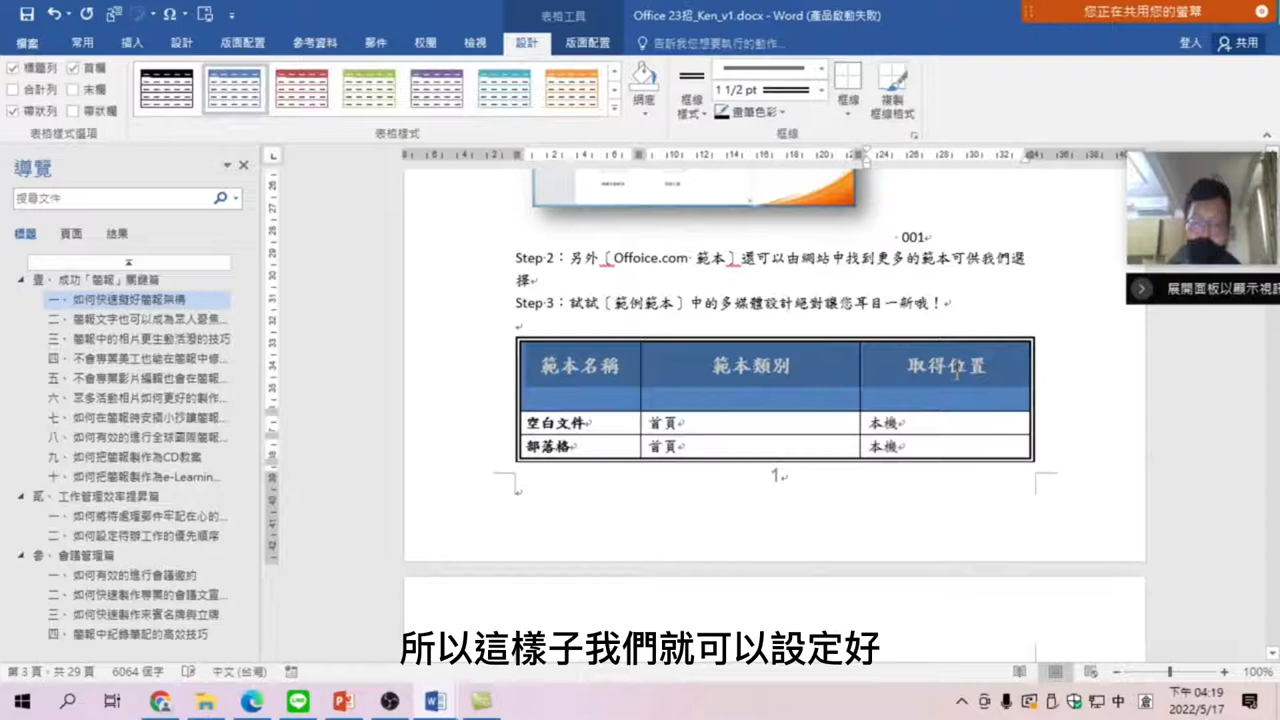 表格工具
Office 23招_Ken_v1.docx - Word (產品啟動失敗)
您正在共用您的螢幕
檔案 常用 插入 設計 版面配置 參考資料 郵件 校閱 檢視 設計 版面配置 告訴我您想要執行的動作... 登入 共用
標題列 首欄
合計列 末欄
帶狀列 帶狀欄
表格樣式選項
表格樣式
網底
框線樣式
1 1/2 pt
畫筆色彩
框線
複製框線格式
框線
導覽
搜尋文件
標題 頁面 結果
壹、 成功「簡報」關鍵篇
一、 如何快速擬好簡報架構
二、 簡報文字也可以成為眾人聚焦...
三、 簡報中的相片更生動活潑的技巧
四、 不會專業美工也能在簡報中修...
五、 不會專業影片編輯也會在簡報...
六、 眾多活動相片如何更好的製作...
七、 如何在簡報時安插小抄讓簡報...
八、 如何有效的進行全球國際簡報...
九、 如何把簡報製作為CD教案
十、 如何把簡報製作為e-Learnin...
貳、 工作管理效率提昇篇
一、 如何將待處理郵件牢記在心的...
二、 如何設定待辦工作的優先順序
參、 會議管理篇
一、 如何有效的進行會議邀約
二、 如何快速製作專業的會議文宣...
三、 如何快速製作來賓名牌與立牌
四、 簡報中紀錄筆記的高效技巧
001
Step 2：另外〔Offoice.com 範本〕還可以由網站中找到更多的範本可供我們選
擇
Step 3：試試〔範例範本〕中的多媒體設計絕對讓您耳目一新哦！
範本名稱 範本類別 取得位置
空白文件 首頁 本機
部落格 首頁 本機
1
展開面板以顯示視訊
所以這樣子我們就可以設定好
第 3 頁，共 29 頁 6064 個字 中文 (台灣) 100%
中 下午 04:19
2022/5/17